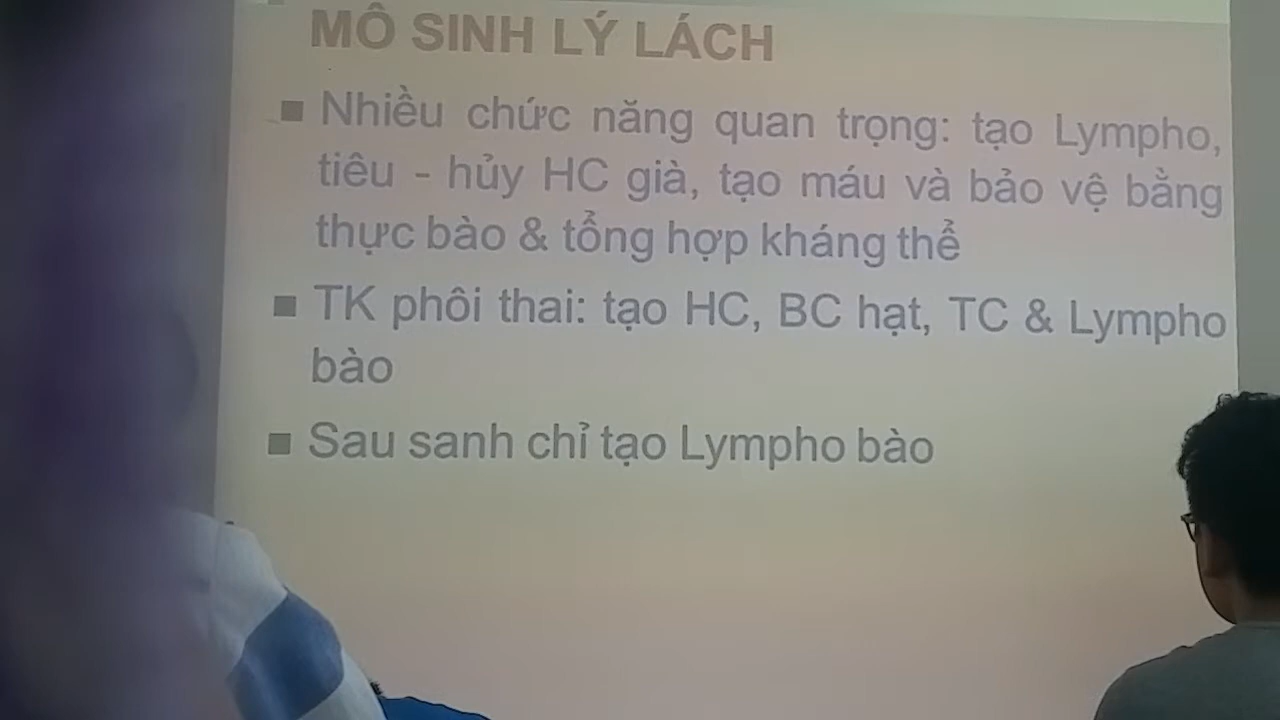 MÔ SINH LÝ LÁCH
Nhiều chức năng quan trọng: tạo Lympho,
tiêu - hủy HC già, tạo máu và bảo vệ bằng
thực bào & tổng hợp kháng thể
TK phôi thai: tạo HC, BC hạt, TC & Lympho
bào
Sau sanh chỉ tạo Lympho bào